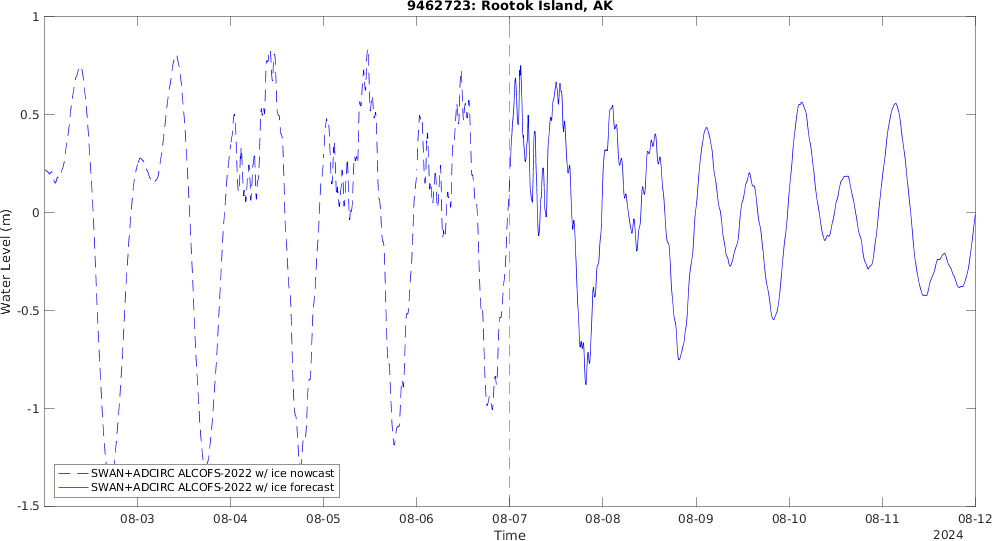 9462723: Rootok Island, AK
Water Level (m)
1
0.5
0
-0.5
-1
-1.5
SWAN+ADCIRC ALCOFS-2022 w/ ice nowcast
SWAN+ADCIRC ALCOFS-2022 w/ ice forecast
08-03 08-04 08-05 08-06 08-07 08-08 08-09 08-10 08-11 08-12
Time
2024